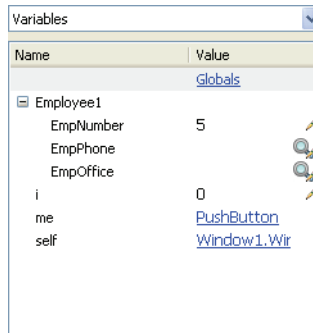 Variables
Name Value
Globals
Employee1
EmpNumber 5
EmpPhone
EmpOffice
i 0
me PushButton
self Window1.Wir